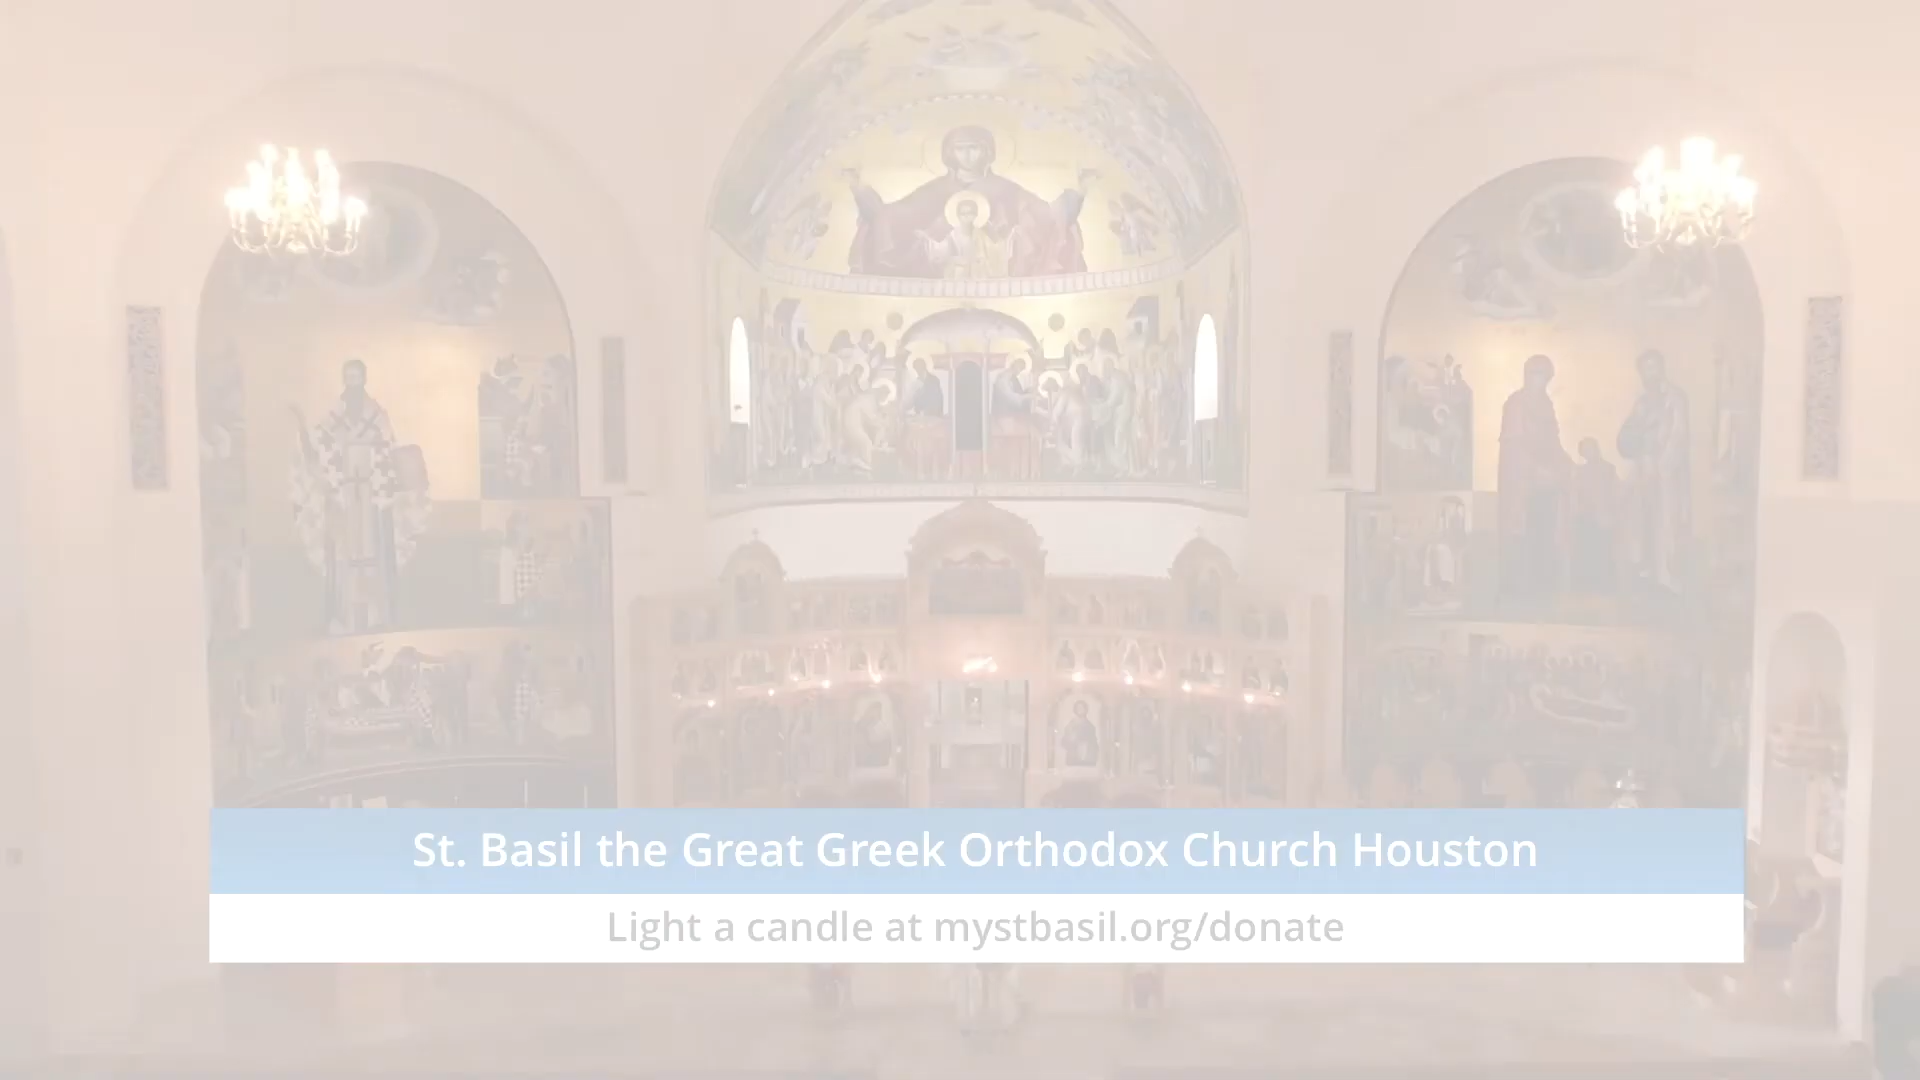 St. Basil the Great Greek Orthodox Church Houston
Light a candle at mystbasil.org/donate